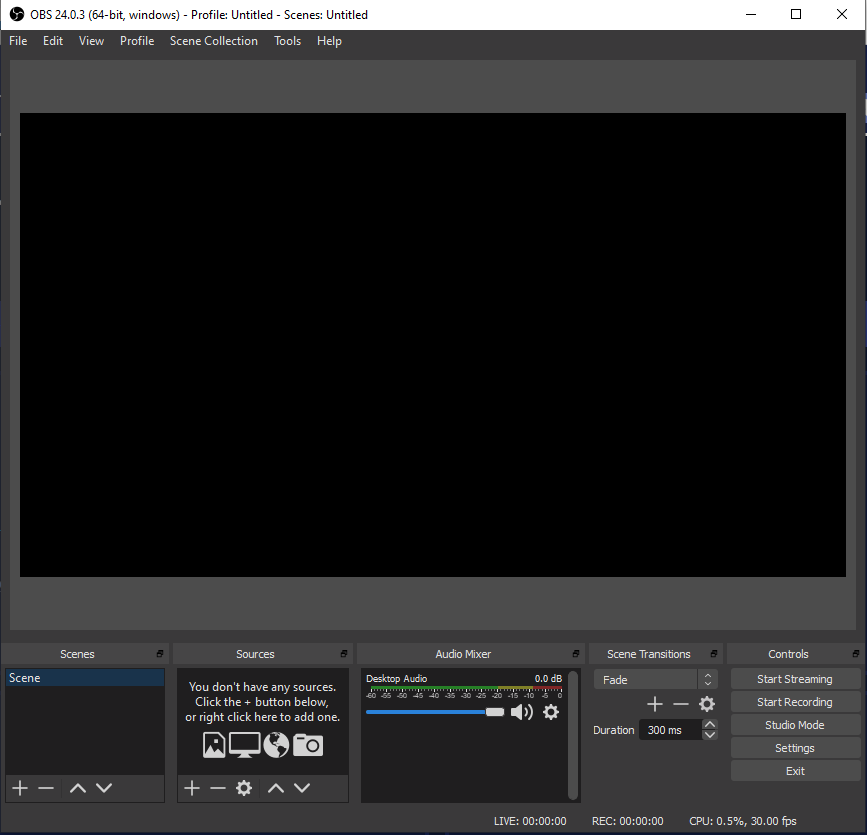 OBS 24.0.3 (64-bit, windows) - Profile: Untitled - Scenes: Untitled
File Edit View Profile Scene Collection Tools Help
Scenes Sources Audio Mixer Scene Transitions Controls
Scene
You don't have any sources.
Click the + button below,
or right click here to add one.
Desktop Audio 0.0 dB
-60 -55 -50 -45 -40 -35 -30 -25 -20 -15 -10 -5 0
Fade
Duration 300 ms
Start Streaming
Start Recording
Studio Mode
Settings
Exit
LIVE: 00:00:00 REC: 00:00:00 CPU: 0.5%, 30.00 fps